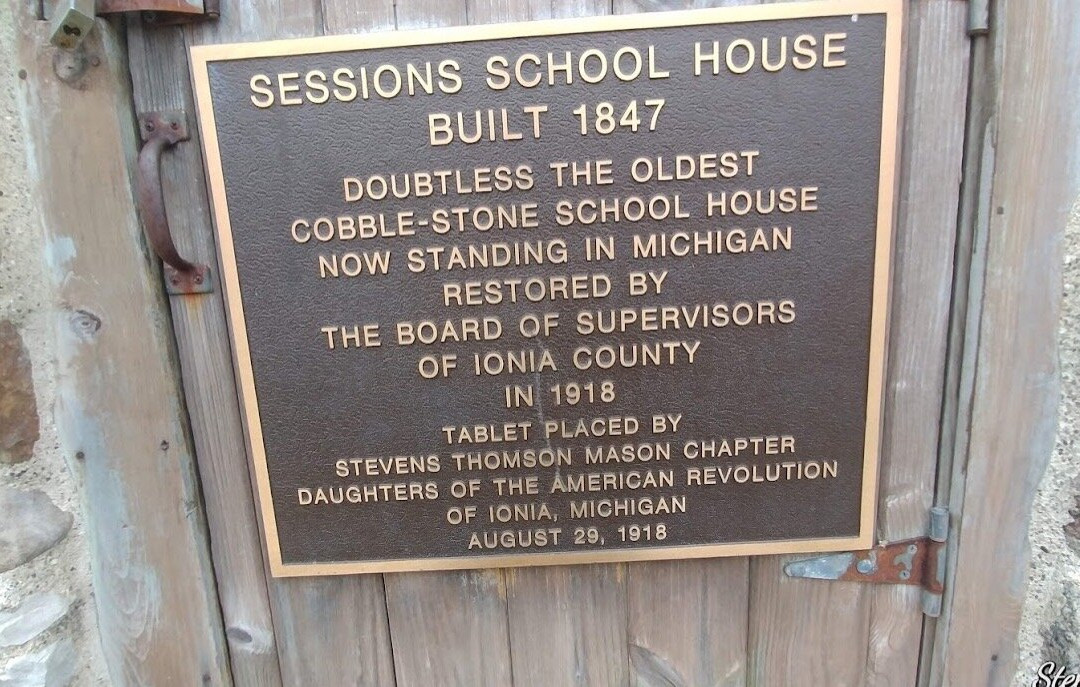 SESSIONS SCHOOL HOUSE
BUILT 1847
DOUBTLESS THE OLDEST
COBBLE-STONE SCHOOL HOUSE
NOW STANDING IN MICHIGAN
RESTORED BY
THE BOARD OF SUPERVISORS
OF IONIA COUNTY
IN 1918
TABLET PLACED BY
STEVENS THOMSON MASON CHAPTER
DAUGHTERS OF THE AMERICAN REVOLUTION
OF IONIA, MICHIGAN
AUGUST 29, 1918